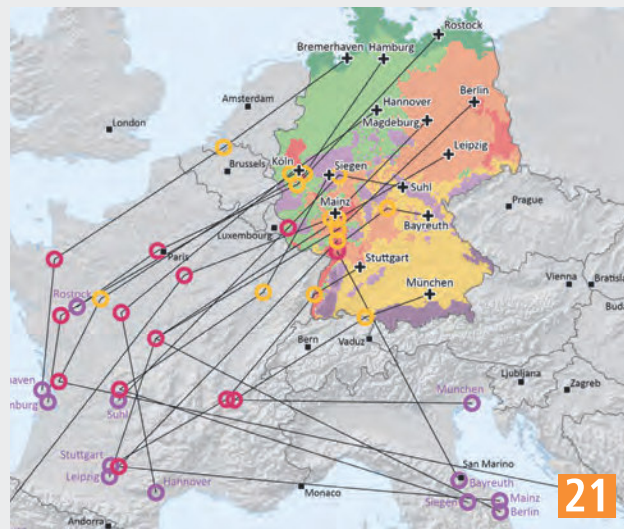 Rostock
Bremerhaven
Hamburg
Berlin
Amsterdam
Hannover
Magdeburg
London
Leipzig
Köln
Siegen
Brussels
Suhl
Prague
Mainz
Luxembourg
Bayreuth
Paris
Stuttgart
Vienna
Bratisla
München
Rostock
Buda
Bern
Vaduz
Ljubljana
haven
Zagreb
mburg
Suhl
München
Stuttgart
San Marino
Leipzig
Hannover
Bayreuth
Monaco
Siegen
Mainz
Berlin
Andorra
21